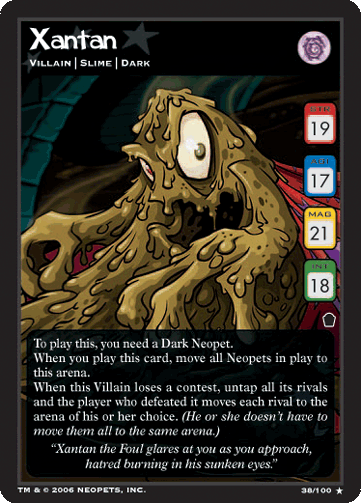 Xantan
VILLAIN | SLIME | DARK
STR
19
AGI
17
MAG
21
INT
18
To play this, you need a Dark Neopet.
When you play this card, move all Neopets in play to
this arena.
When this Villain loses a contest, untap all its rivals
and the player who defeated it moves each rival to the
arena of his or her choice. (He or she doesn't have to
move them all to the same arena.)
"Xantan the Foul glares at you as you approach,
hatred burning in his sunken eyes."
TM & © 2006 NEOPETS, INC.
38/100 ★